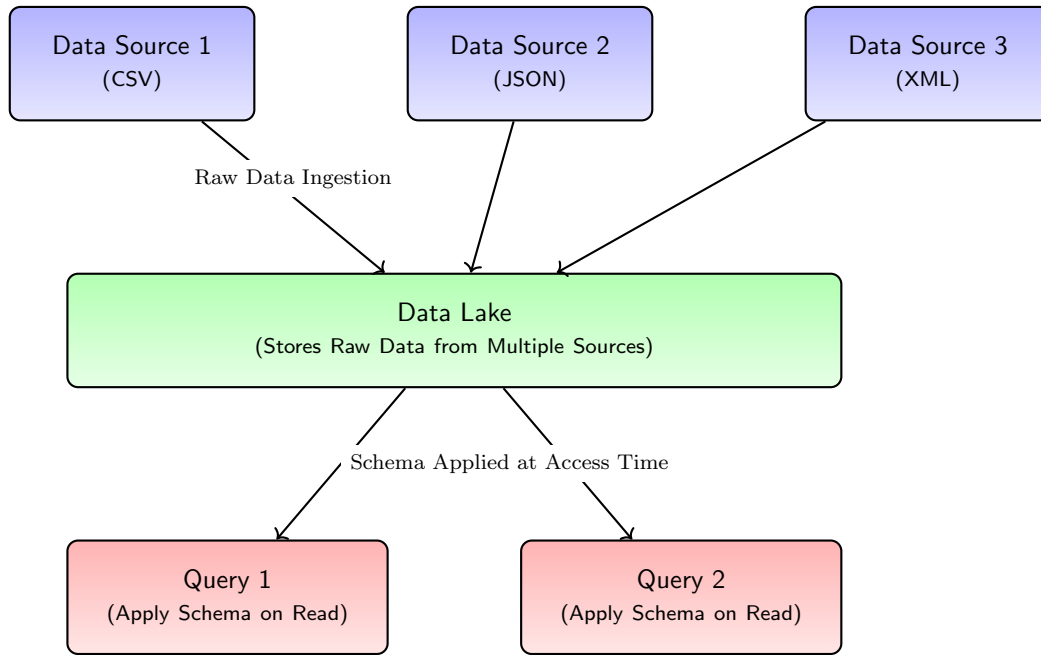 Data Source 1
(CSV)
Data Source 2
(JSON)
Data Source 3
(XML)
Raw Data Ingestion
Data Lake
(Stores Raw Data from Multiple Sources)
Schema Applied at Access Time
Query 1
(Apply Schema on Read)
Query 2
(Apply Schema on Read)